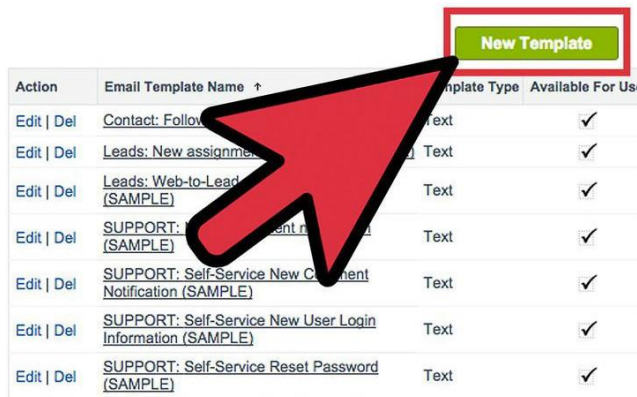 New Template
Action Email Template Name ↑ Template Type Available For Use
Edit | Del Contact: Follow Text
Edit | Del Leads: New assignment Text
Edit | Del Leads: Web-to-Lead Text
(SAMPLE)
Edit | Del SUPPORT: Text
(SAMPLE)
Edit | Del SUPPORT: Self-Service New Comment Text
Notification (SAMPLE)
Edit | Del SUPPORT: Self-Service New User Login Text
Information (SAMPLE)
Edit | Del SUPPORT: Self-Service Reset Password Text
(SAMPLE)